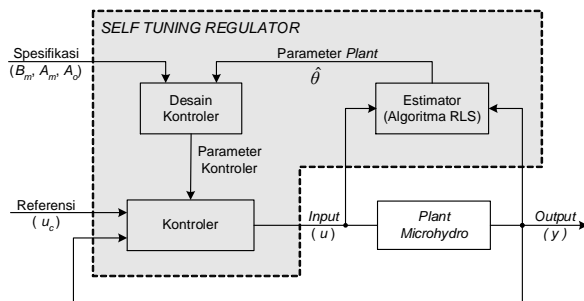 SELF TUNING REGULATOR
Spesifikasi
(Bm, Am, Ao)
Parameter Plant
θ̂
Desain
Kontroler
Estimator
(Algoritma RLS)
Parameter
Kontroler
Referensi
( uc )
Kontroler
Input
( u )
Plant
Microhydro
Output
(y)